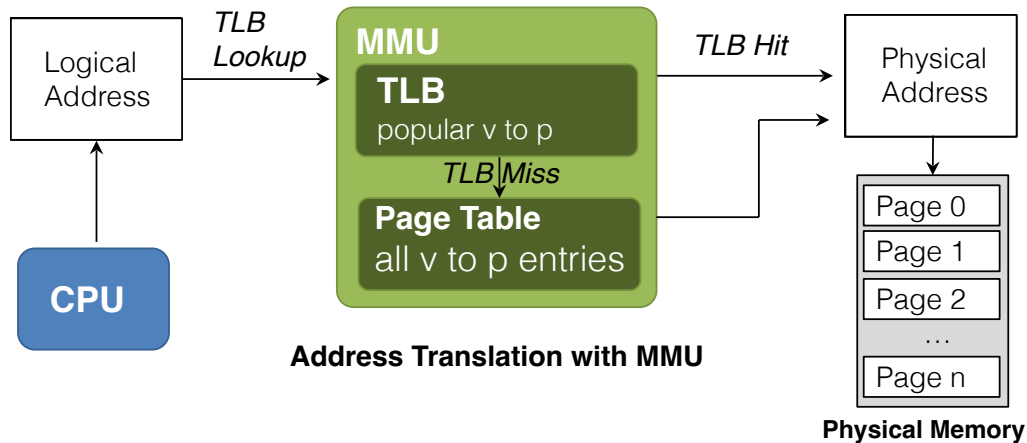 Logical
Address
TLB
Lookup
MMU
TLB
popular v to p
TLB Miss
Page Table
all v to p entries
TLB Hit
Physical
Address
CPU
Page 0
Page 1
Page 2
...
Page n
Address Translation with MMU
Physical Memory